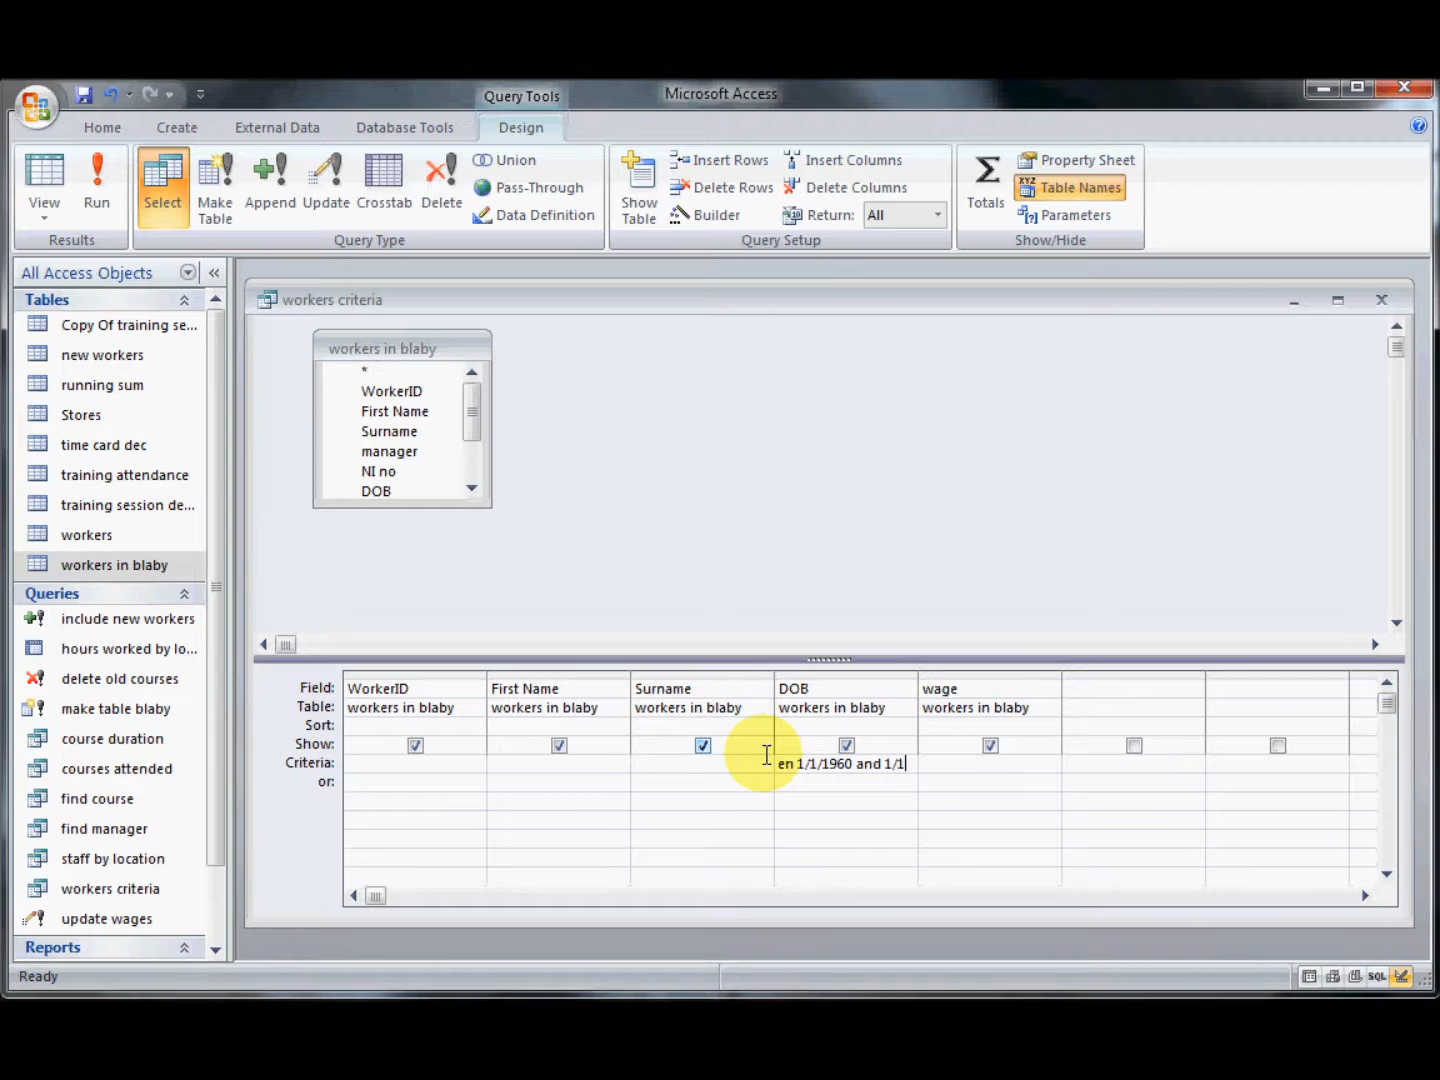 Query Tools
Microsoft Access
Home
Create
External Data
Database Tools
Design
View
Run
Select
Make
Table
Append
Update
Crosstab
Delete
Union
Pass-Through
Data Definition
Show
Table
Insert Rows
Delete Rows
Builder
Insert Columns
Delete Columns
Return: All
Totals
Property Sheet
Table Names
Parameters
Results
Query Type
Query Setup
Show/Hide
All Access Objects
Tables
Copy Of training se...
new workers
running sum
Stores
time card dec
training attendance
training session de...
workers
workers in blaby
Queries
include new workers
hours worked by lo...
delete old courses
make table blaby
course duration
courses attended
find course
find manager
staff by location
workers criteria
update wages
Reports
workers criteria
workers in blaby
*
WorkerID
First Name
Surname
manager
NI no
DOB
Field: WorkerID First Name Surname DOB wage
Table: workers in blaby workers in blaby workers in blaby workers in blaby workers in blaby
Sort:
Show:
Criteria: en 1/1/1960 and 1/1
or:
Ready
SQL